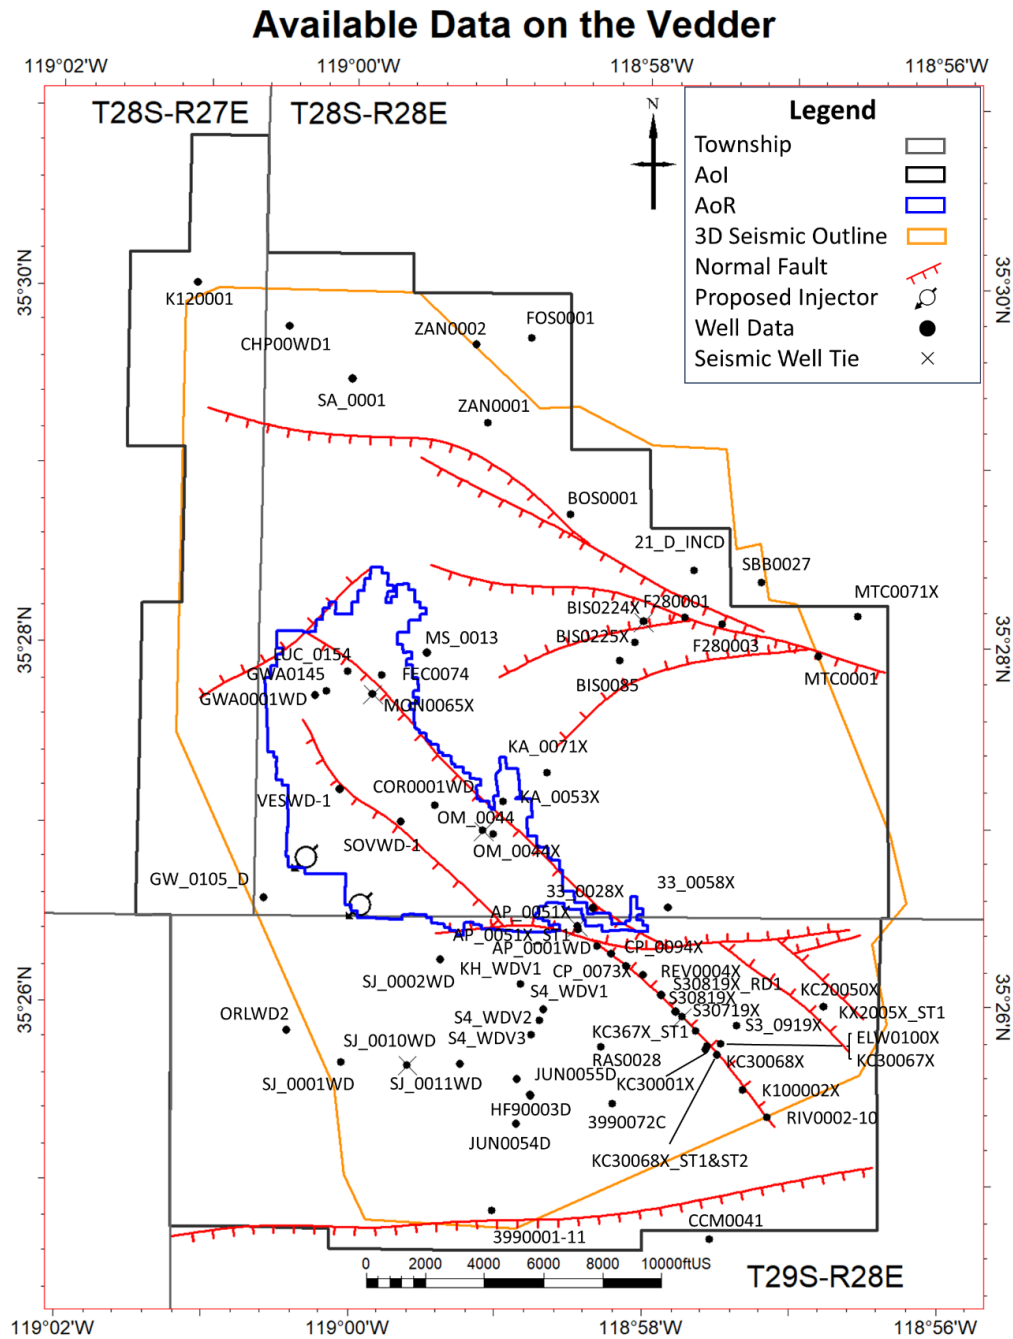 Available Data on the Vedder
119°02'W 119°00'W 118°58'W 118°56'W
T28S-R27E T28S-R28E
N
Legend
Township
AoI
AoR
3D Seismic Outline
Normal Fault
Proposed Injector
Well Data
Seismic Well Tie
35°30'N 35°30'N
K120001
CHP00WD1
ZAN0002
FOS0001
SA_0001
ZAN0001
BOS0001
21_D_INCD
SBB0027
MTC0071X
BIS0224X
F280001
BIS0225X
F280003
35°28'N 35°28'N
MS_0013
LUC_0154
GWA0145
FEC0074
BIS0085
MTC0001
GWA0001WD
MON0065X
KA_0071X
COR0001WD
KA_0053X
VESWD-1
OM_0044
SOVWD-1
OM_0044X
GW_0105_D
33_0028X
33_0058X
AP_0051X
AP_0051X_ST1
AP_0001WD
CP_0094X
KH_WDV1
CP_0073X
REV0004X
SJ_0002WD
S30819X_RD1
S4_WDV1
S30819X
KC20050X
35°26'N 35°26'N
ORLWD2
S4_WDV2
S30719X
KX2005X_ST1
S4_WDV3
KC367X_ST1
S3_0919X
ELW0100X
SJ_0010WD
RAS0028
KC30068X
KC30067X
SJ_0001WD
SJ_0011WD
JUN0055D
KC30001X
K100002X
HF90003D
3990072C
RIV0002-10
JUN0054D
KC30068X_ST1&ST2
CCM0041
3990001-11
0 2000 4000 6000 8000 10000ftUS
T29S-R28E
119°02'W 119°00'W 118°58'W 118°56'W